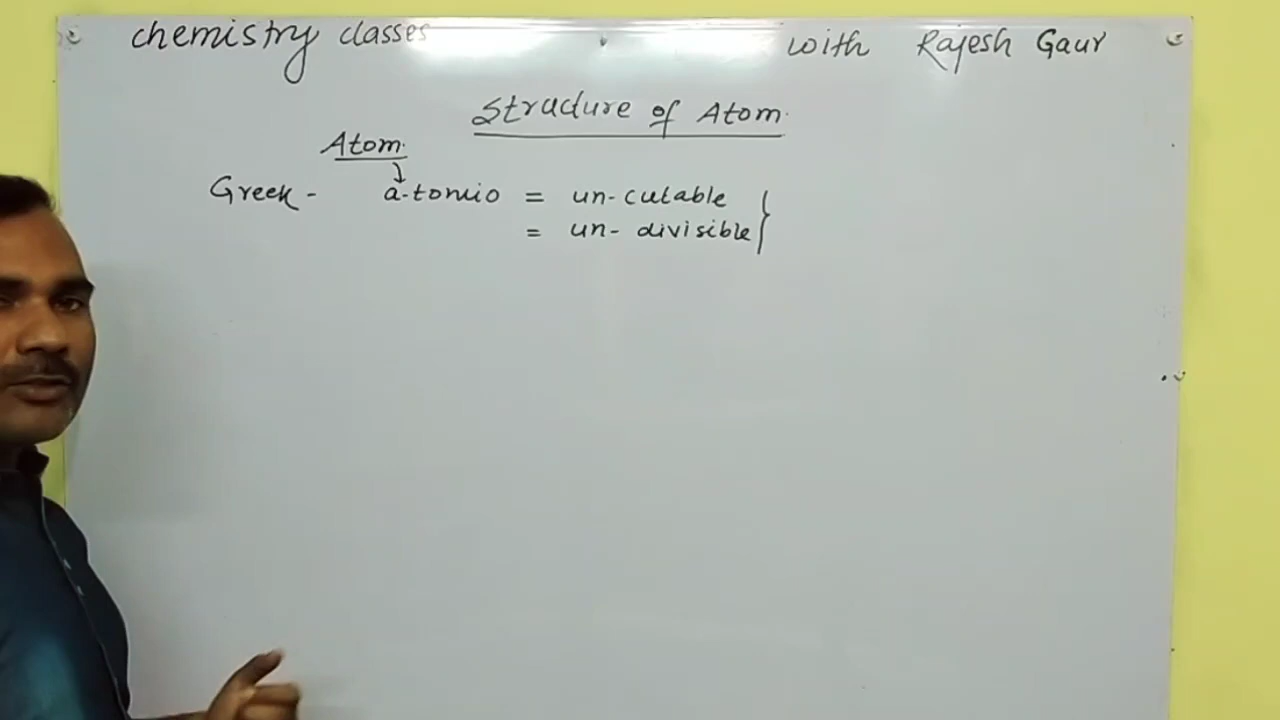 chemistry classes with Rajesh Gaur
Structure of Atom.
Atom.
Greek - a-tomio = un-cutable
= un-divisible